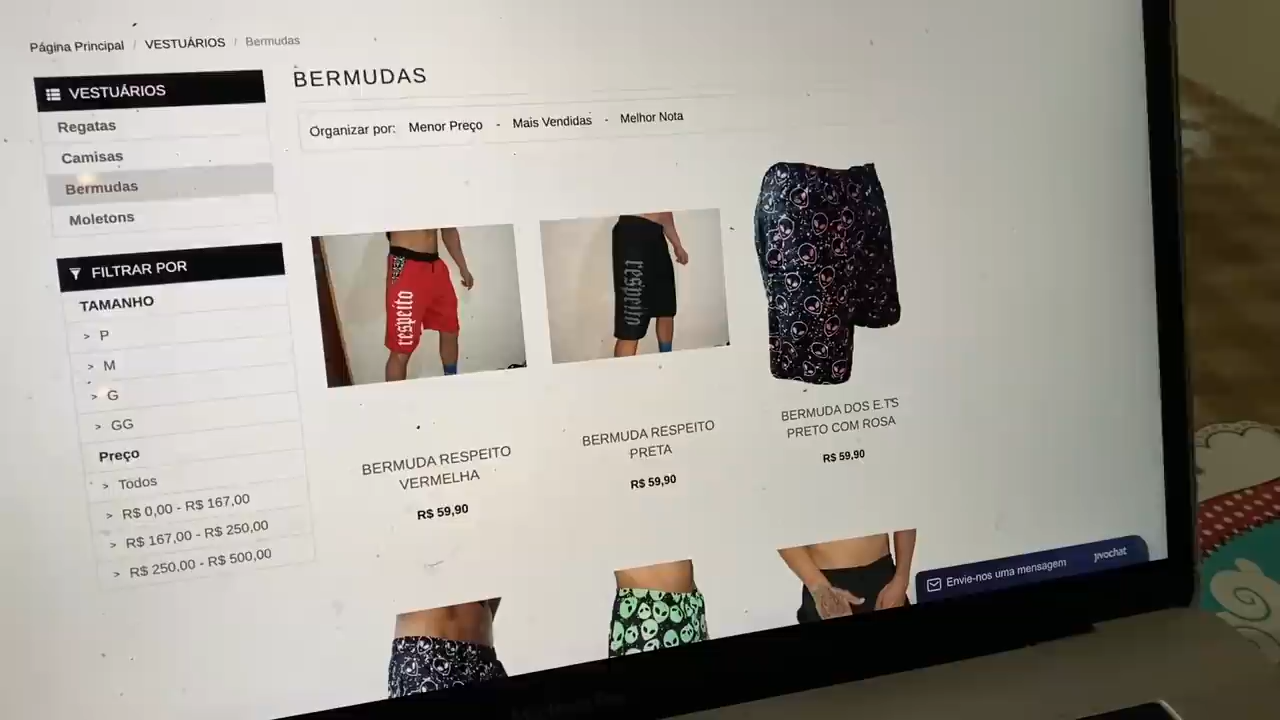 Página Principal / VESTUÁRIOS / Bermudas
VESTUÁRIOS
Regatas
Camisas
Bermudas
Moletons
FILTRAR POR
TAMANHO
> P
> M
> G
> GG
Preço
> Todos
> R$ 0,00 - R$ 167,00
> R$ 167,00 - R$ 250,00
> R$ 250,00 - R$ 500,00
BERMUDAS
Organizar por: Menor Preço - Mais Vendidas - Melhor Nota
respeito
respeito
BERMUDA RESPEITO
VERMELHA
R$ 59,90
BERMUDA RESPEITO
PRETA
R$ 59,90
BERMUDA DOS E.T'S
PRETO COM ROSA
R$ 59,90
Envie-nos uma mensagem jivochat